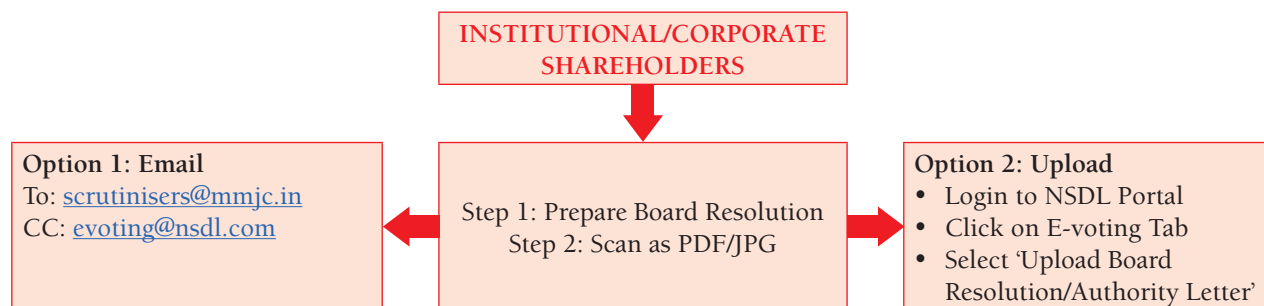 INSTITUTIONAL/CORPORATE
SHAREHOLDERS
Option 1: Email
To: scrutinisers@mmjc.in
CC: evoting@nsdl.com
Step 1: Prepare Board Resolution
Step 2: Scan as PDF/JPG
Option 2: Upload
• Login to NSDL Portal
• Click on E-voting Tab
• Select ‘Upload Board
Resolution/Authority Letter’